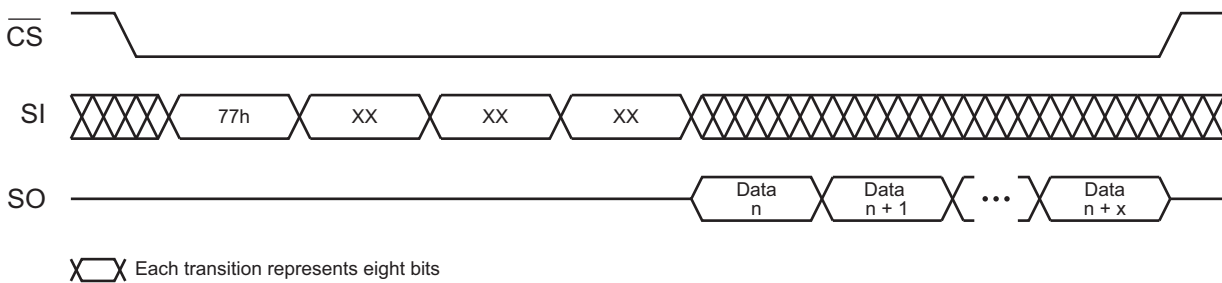 CS
SI
77h
XX
XX
XX
SO
Data
n
Data
n + 1
•••
Data
n + x
Each transition represents eight bits